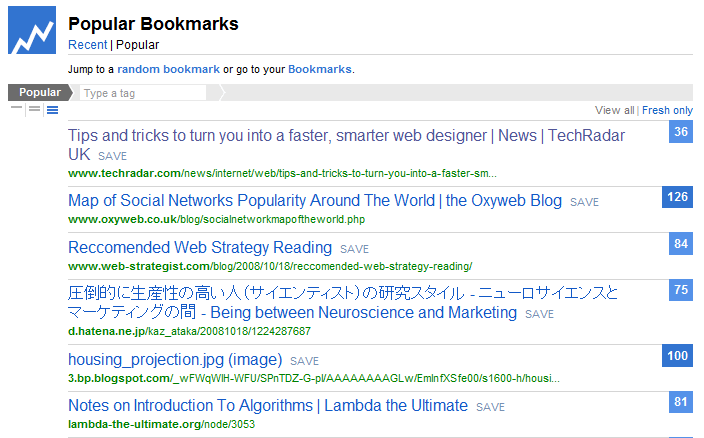 Popular Bookmarks
Recent | Popular
Jump to a random bookmark or go to your Bookmarks.
Popular Type a tag
View all | Fresh only
Tips and tricks to turn you into a faster, smarter web designer | News | TechRadar 36
UK SAVE
www.techradar.com/news/internet/web/tips-and-tricks-to-turn-you-into-a-faster-sm...
Map of Social Networks Popularity Around The World | the Oxyweb Blog SAVE 126
www.oxyweb.co.uk/blog/socialnetworkmapoftheworld.php
Reccomended Web Strategy Reading SAVE 84
www.web-strategist.com/blog/2008/10/18/reccomended-web-strategy-reading/
圧倒的に生産性の高い人（サイエンティスト）の研究スタイル - ニューロサイエンスと 75
マーケティングの間 - Being between Neuroscience and Marketing SAVE
d.hatena.ne.jp/kaz_ataka/20081018/1224287687
housing_projection.jpg (image) SAVE 100
3.bp.blogspot.com/_wFWqWlH-WFU/SPnTDZ-G-pI/AAAAAAAAGLw/EmlnfXSfe00/s1600-h/housi...
Notes on Introduction To Algorithms | Lambda the Ultimate SAVE 81
lambda-the-ultimate.org/node/3053